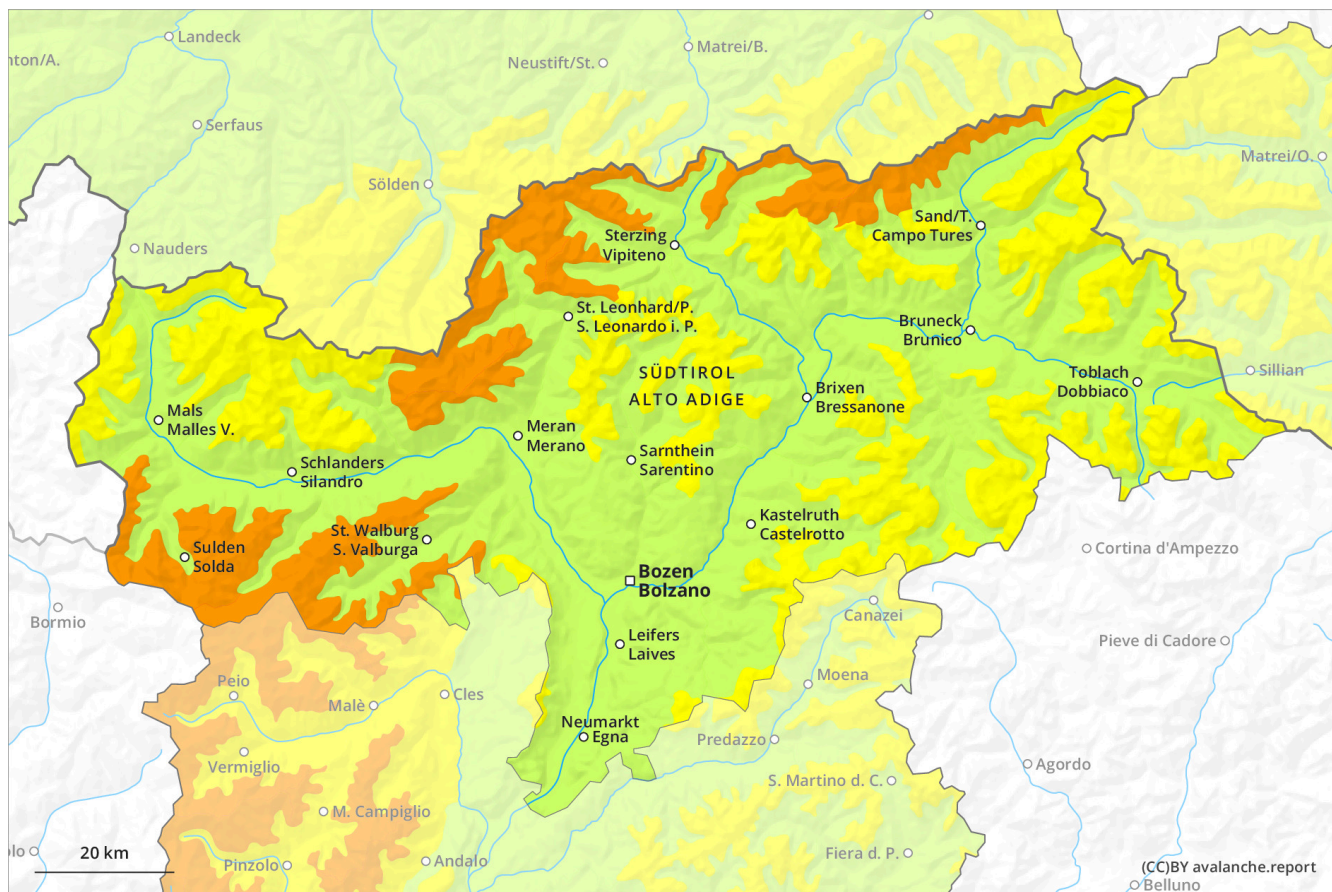 Landeck
nton/A.
Matrei/B.
Neustift/St.
Serfaus
Matrei/O.
Sölden
Sand/T.
Campo Tures
Sterzing
Vipiteno
Nauders
St. Leonhard/P.
S. Leonardo i. P.
Bruneck
Brunico
SÜDTIROL
ALTO ADIGE
Toblach
Dobbiaco
Sillian
Brixen
Bressanone
Mals
Malles V.
Meran
Merano
Sarnthein
Sarentino
Schlanders
Silandro
Kastelruth
Castelrotto
St. Walburg
S. Valburga
Sulden
Solda
Cortina d'Ampezzo
Bozen
Bolzano
Bormio
Canazei
Leifers
Laives
Pieve di Cadore
Peio
Moena
Cles
Malè
Neumarkt
Egna
Predazzo
Vermiglio
Agordo
S. Martino d. C.
M. Campiglio
olo
20 km
Pinzolo
Andalo
Fiera d. P.
(CC)BY avalanche.report
Belluno